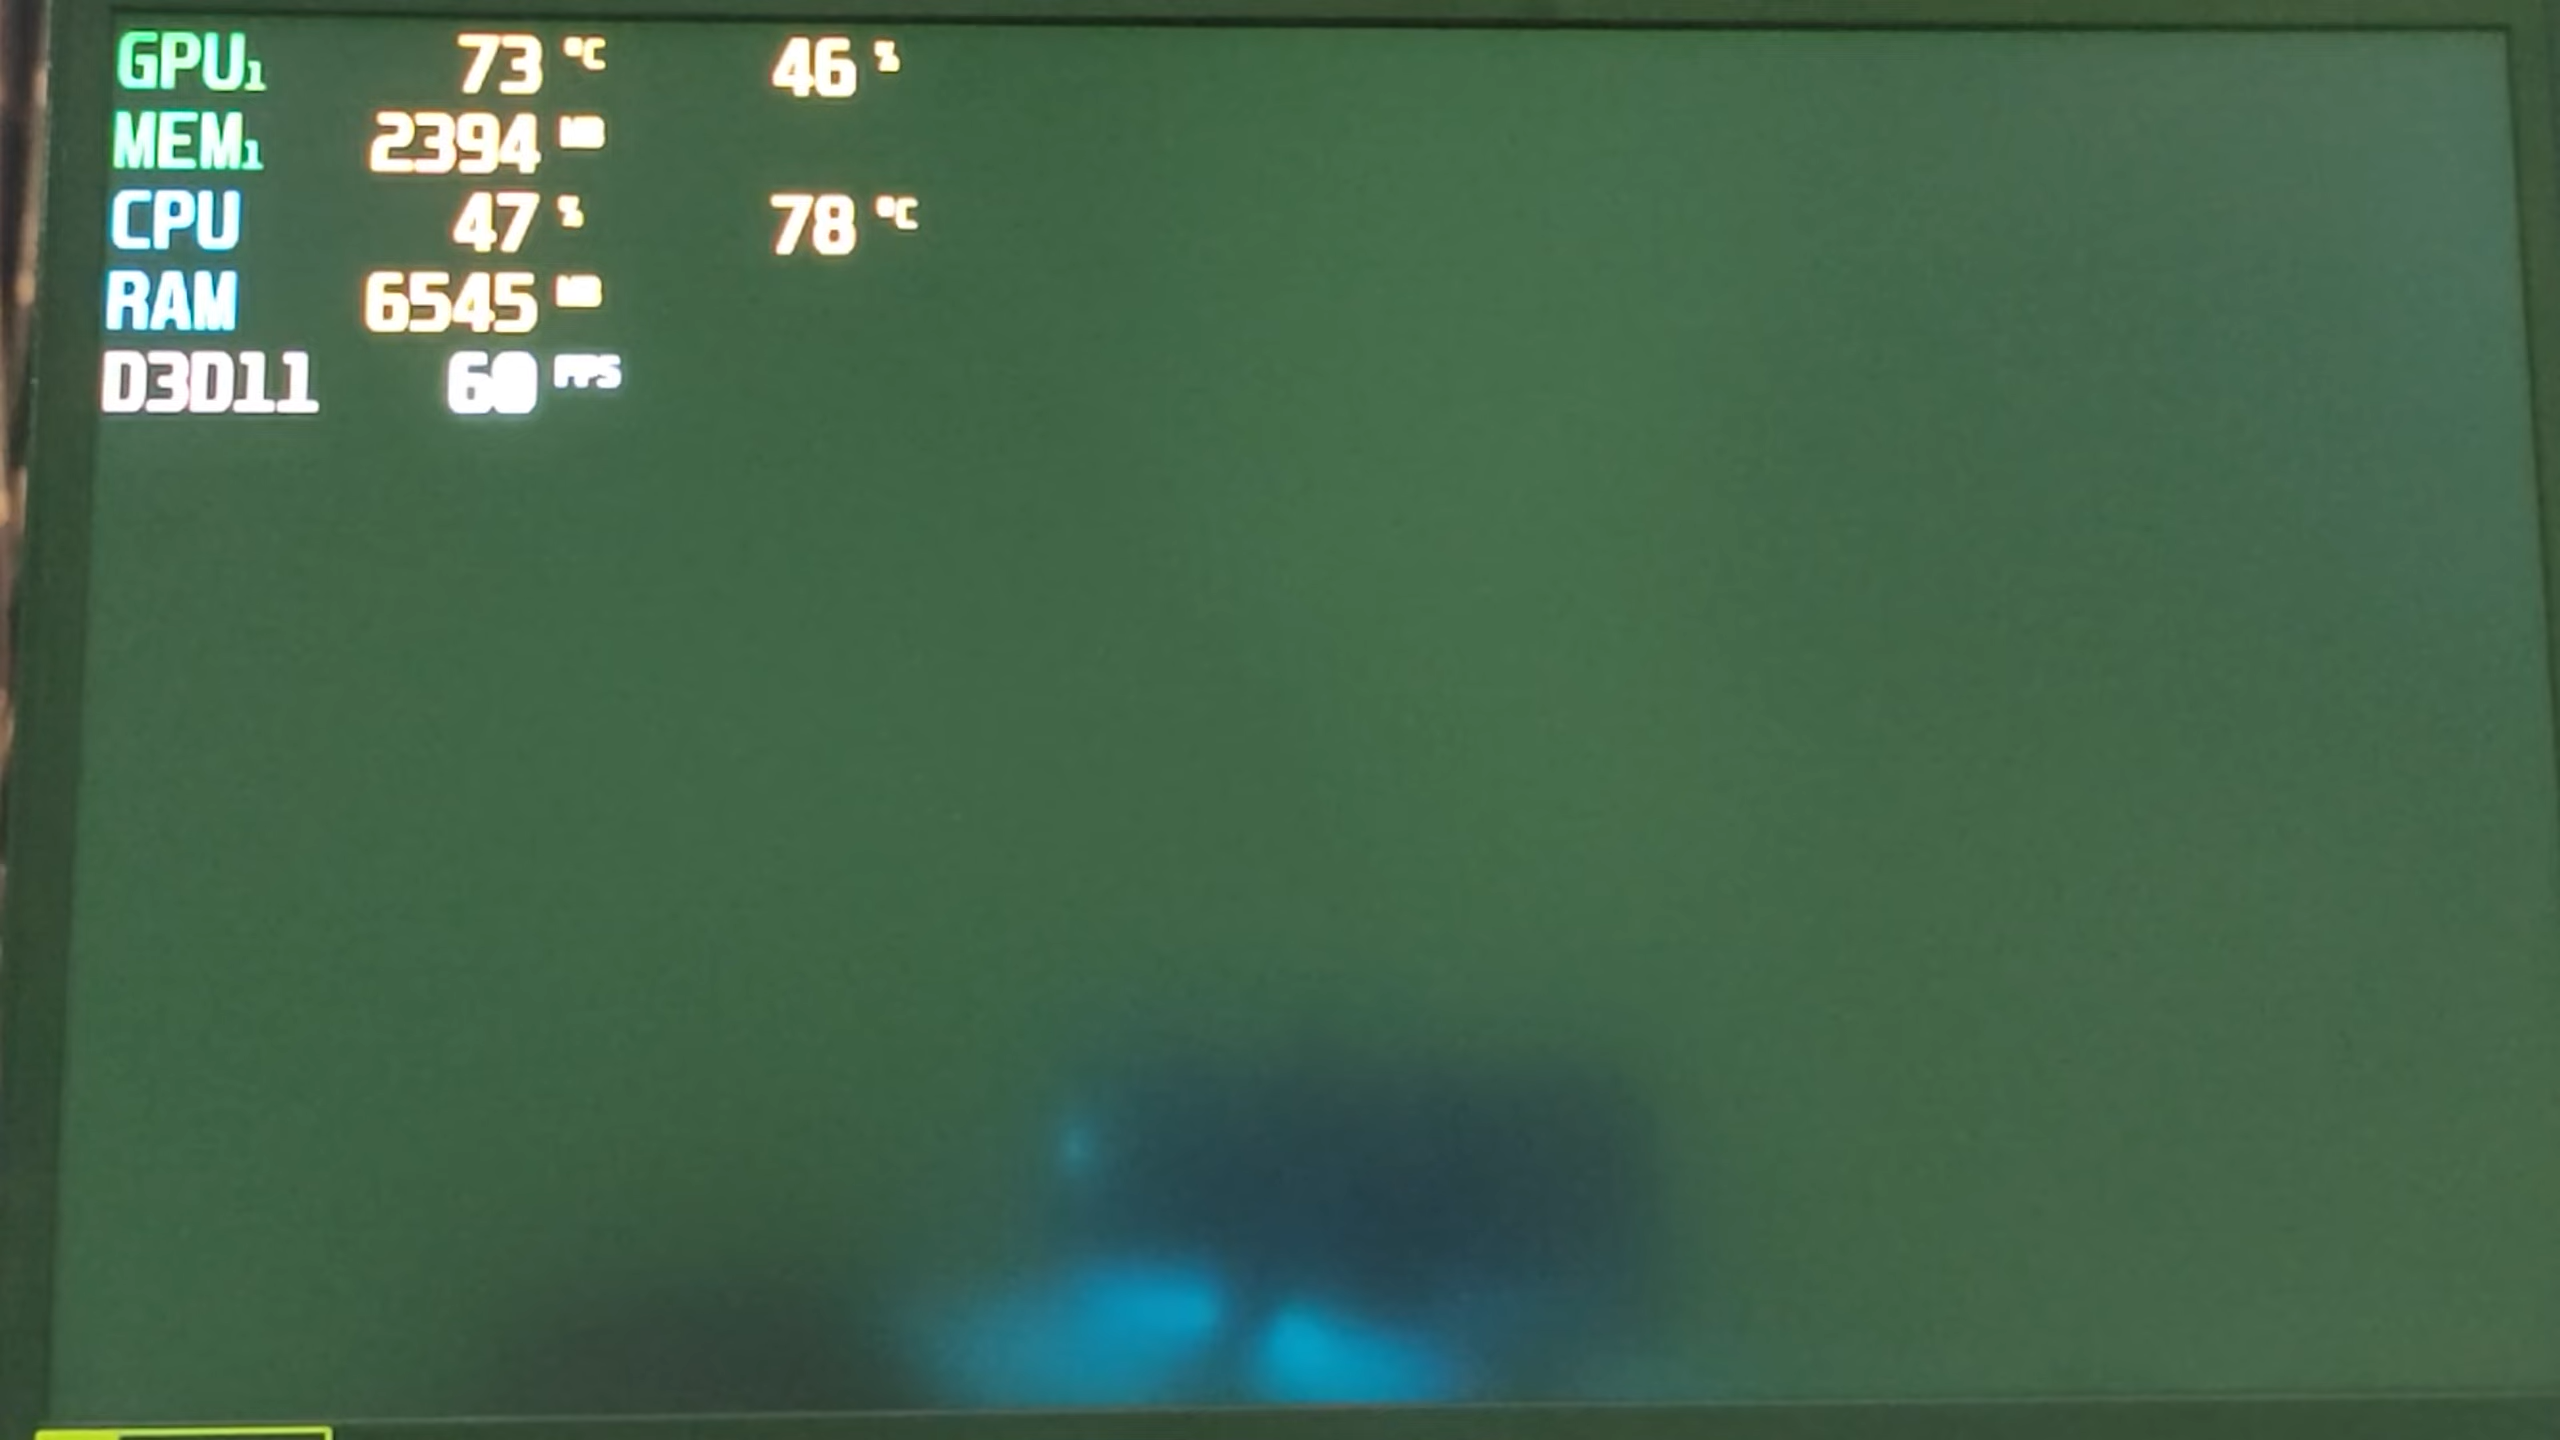 GPU1 73 °C 46 %
MEM1 2394 MB
CPU 47 % 78 °C
RAM 6545 MB
D3D11 60 FPS